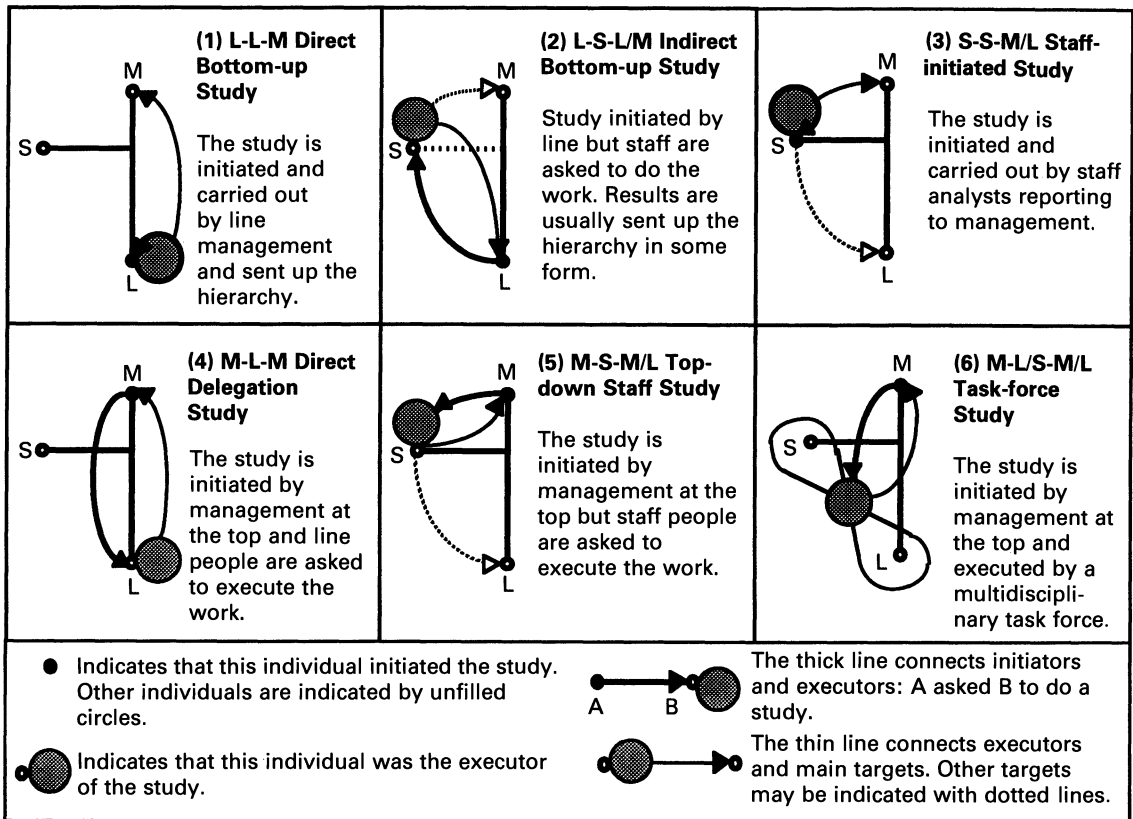 (1) L-L-M Direct
Bottom-up
Study
M
S
L
The study is
initiated and
carried out
by line
management
and sent up the
hierarchy.
(2) L-S-L/M Indirect
Bottom-up Study
M
S
L
Study initiated by
line but staff are
asked to do the
work. Results are
usually sent up the
hierarchy in some
form.
(3) S-S-M/L Staff-
initiated Study
M
S
L
The study is
initiated and
carried out by staff
analysts reporting
to management.
(4) M-L-M Direct
Delegation
Study
M
S
L
The study is
initiated by
management at
the top and line
people are asked
to execute the
work.
(5) M-S-M/L Top-
down Staff Study
M
S
L
The study is
initiated by
management at the
top but staff people
are asked to
execute the work.
(6) M-L/S-M/L
Task-force
Study
M
S
L
The study is
initiated by
management at
the top and
executed by a
multidiscipli-
nary task force.
Indicates that this individual initiated the study.
Other individuals are indicated by unfilled
circles.
Indicates that this individual was the executor
of the study.
A
B
The thick line connects initiators
and executors: A asked B to do a
study.
The thin line connects executors
and main targets. Other targets
may be indicated with dotted lines.